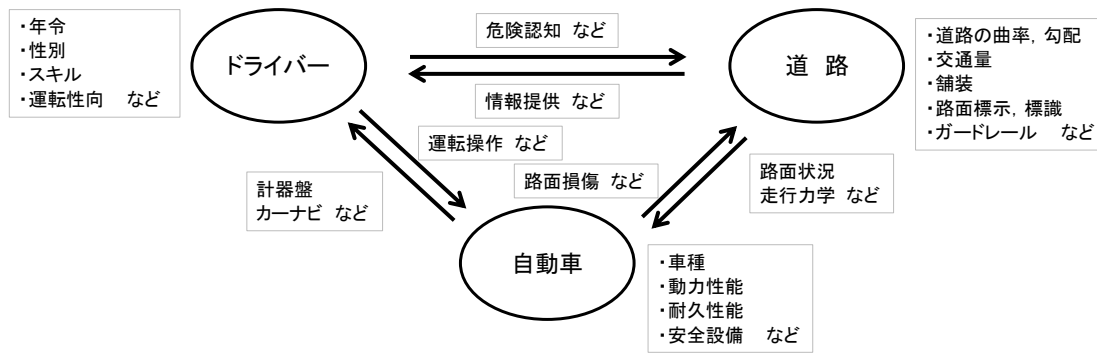 ・年令
・性別
・スキル
・運転性向　など
ドライバー
危険認知 など
情報提供 など
道 路
・道路の曲率, 勾配
・交通量
・舗装
・路面標示, 標識
・ガードレール　など
運転操作 など
計器盤
カーナビ など
路面損傷 など
路面状況
走行力学 など
自動車
・車種
・動力性能
・耐久性能
・安全設備　など